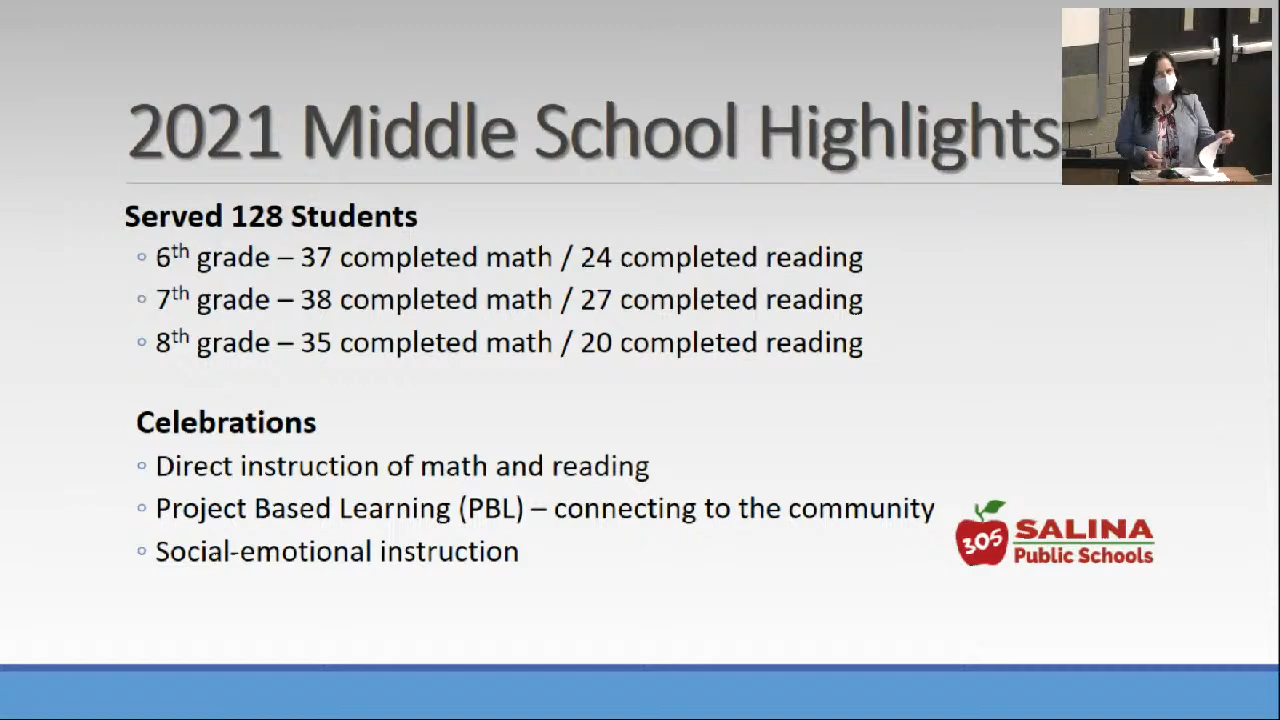 2021 Middle School Highlights
Served 128 Students
6th grade – 37 completed math / 24 completed reading
7th grade – 38 completed math / 27 completed reading
8th grade – 35 completed math / 20 completed reading
Celebrations
Direct instruction of math and reading
Project Based Learning (PBL) – connecting to the community
Social-emotional instruction
305 SALINA
Public Schools